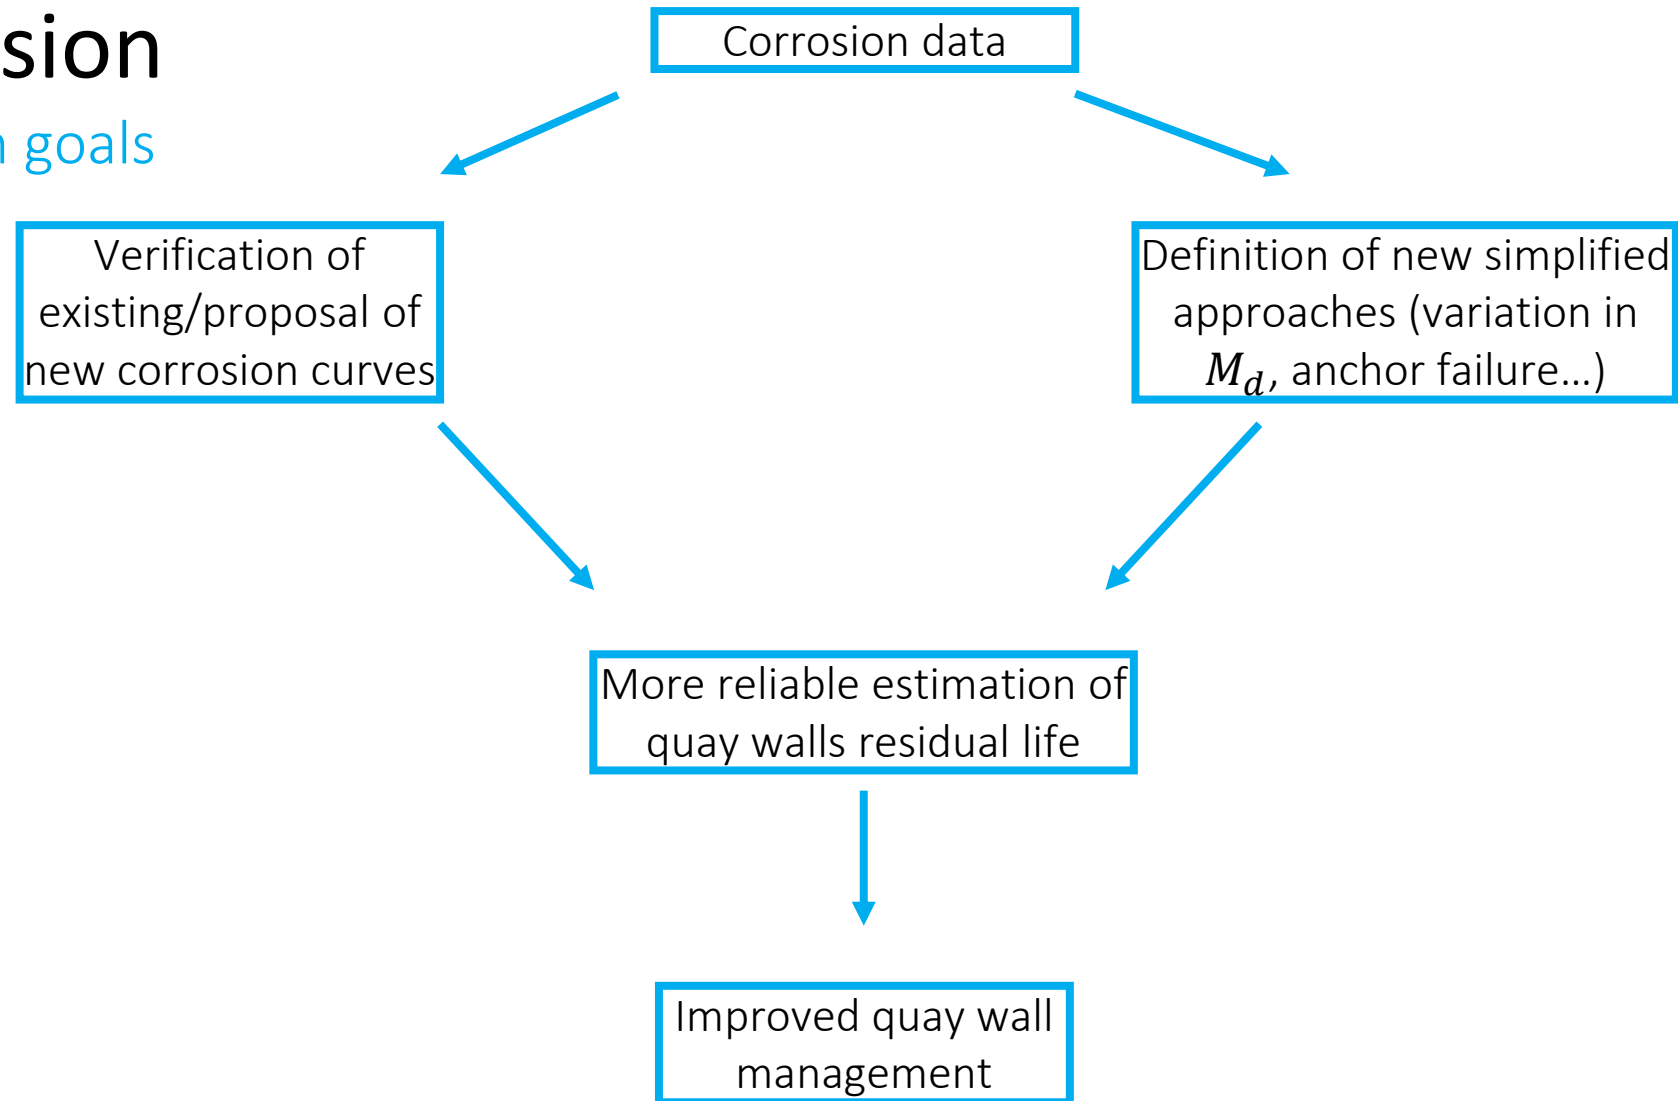 sion
goals
Corrosion data
Verification of
existing/proposal of
new corrosion curves
Definition of new simplified
approaches (variation in
M_d, anchor failure...)
More reliable estimation of
quay walls residual life
Improved quay wall
management